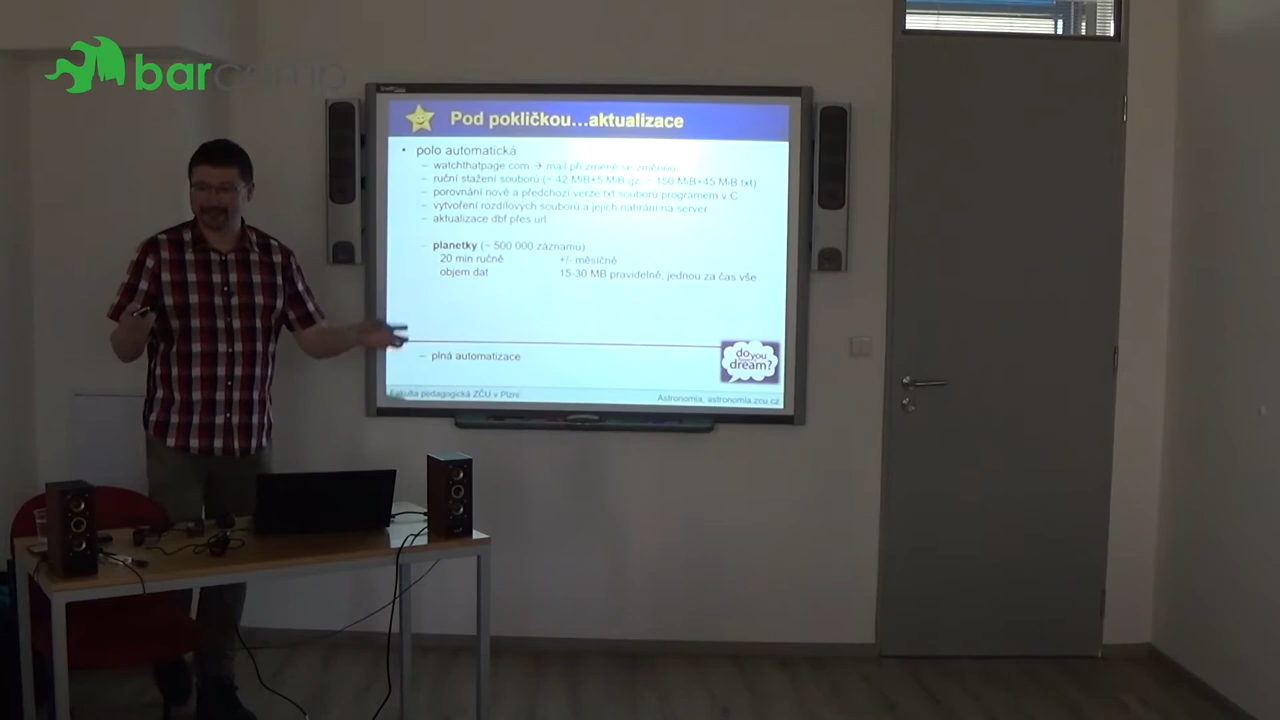 barcamp
Pod pokličkou...aktualizace
• polo automatická
– watchthatpage.com → mail při změně se změnou
– ruční stažení souborů (~ 42 MiB+5 MiB gz, ~ 150 MiB+45 MiB txt)
– porovnání nové a předchozí verze txt souborů programem v C
– vytvoření rozdílových souborů a jejich nahrání na server
– aktualizace dbf přes url
– planetky (~ 500 000 záznamu)
20 min ručně +/- měsíčně
objem dat 15-30 MB pravidelně, jednou za čas vše
– plná automatizace
do you
dream?
Fakulta pedagogická ZČU v Plzni
Astronomia, astronomia.zcu.cz